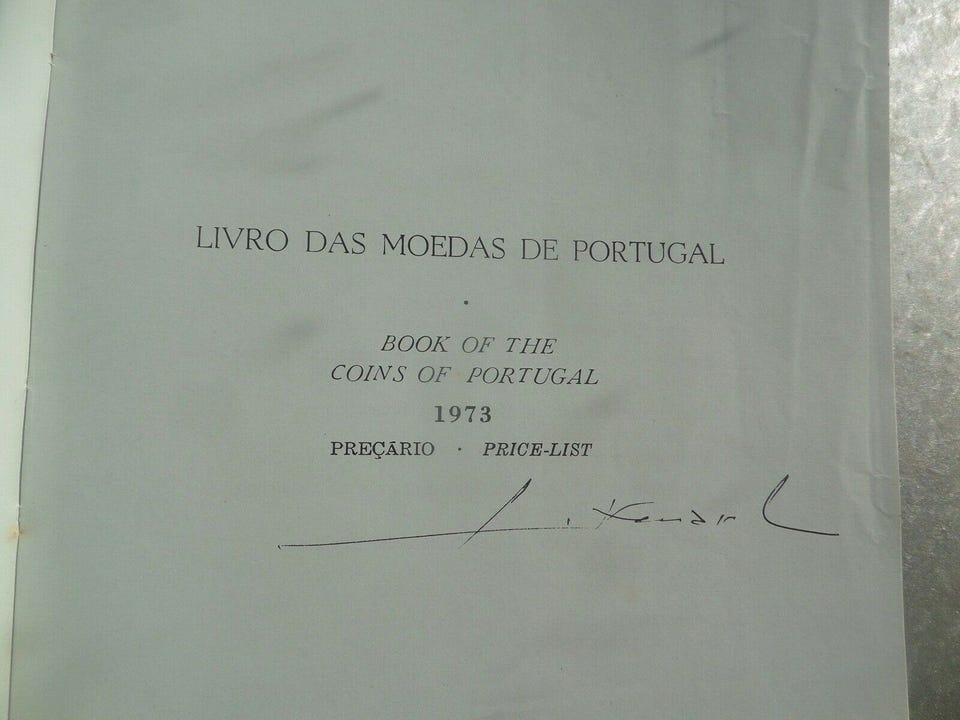 LIVRO DAS MOEDAS DE PORTUGAL
•
BOOK OF THE
COINS OF PORTUGAL
1973
PREÇÁRIO · PRICE-LIST